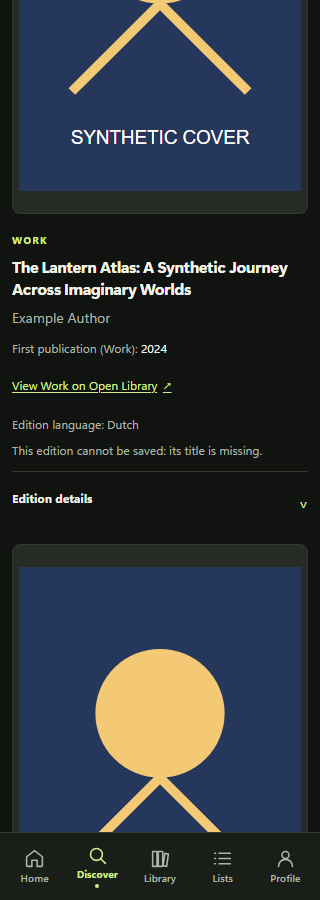 SYNTHETIC COVER
WORK
The Lantern Atlas: A Synthetic Journey
Across Imaginary Worlds
Example Author
First publication (Work): 2024
View Work on Open Library ↗
Edition language: Dutch
This edition cannot be saved: its title is missing.
Edition details
Home
Discover
Library
Lists
Profile